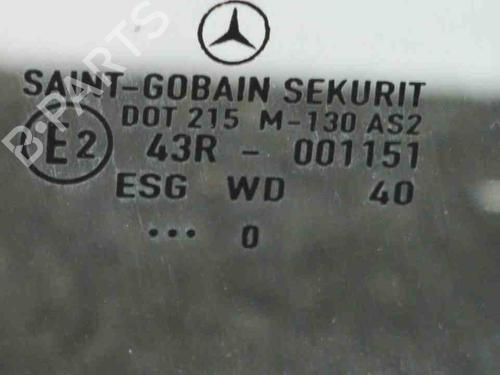 SAINT-GOBAIN SEKURIT
DOT 215 M-130 AS2
E2 43R - 001151
ESG WD 40
... 0
B-PARTS